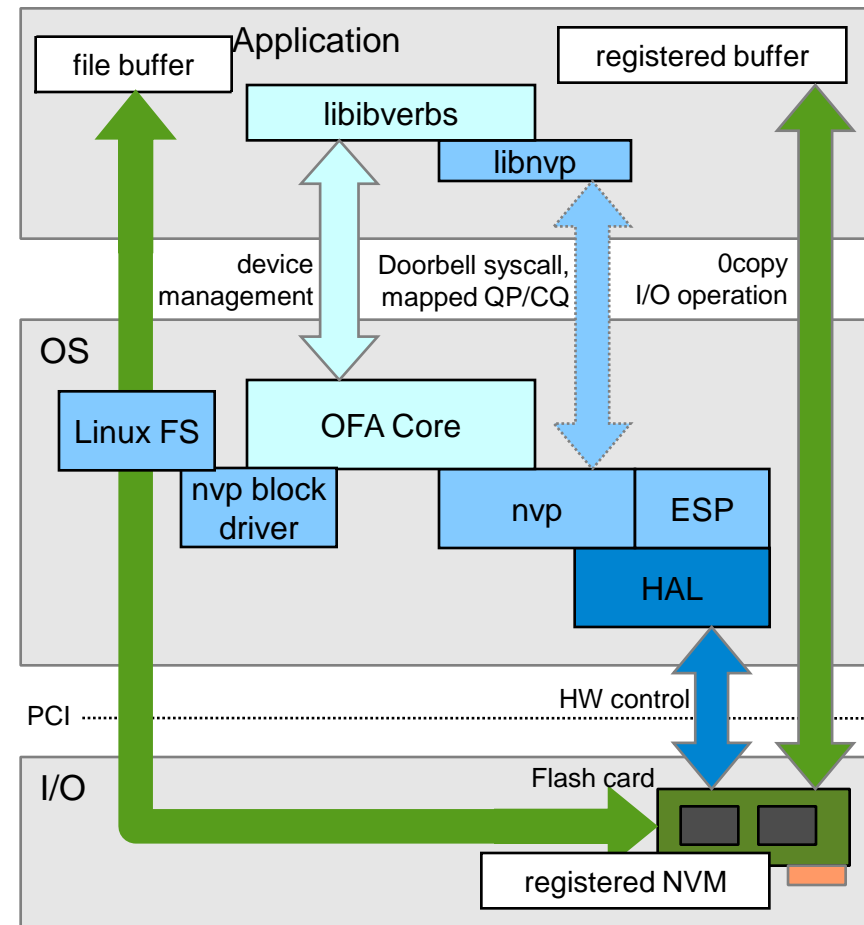 Application
file buffer
registered buffer
libibverbs
libnvp
device
management
Doorbell syscall,
mapped QP/CQ
0copy
I/O operation
OS
Linux FS
OFA Core
nvp block
driver
nvp
ESP
HAL
HW control
PCI
I/O
Flash card
registered NVM